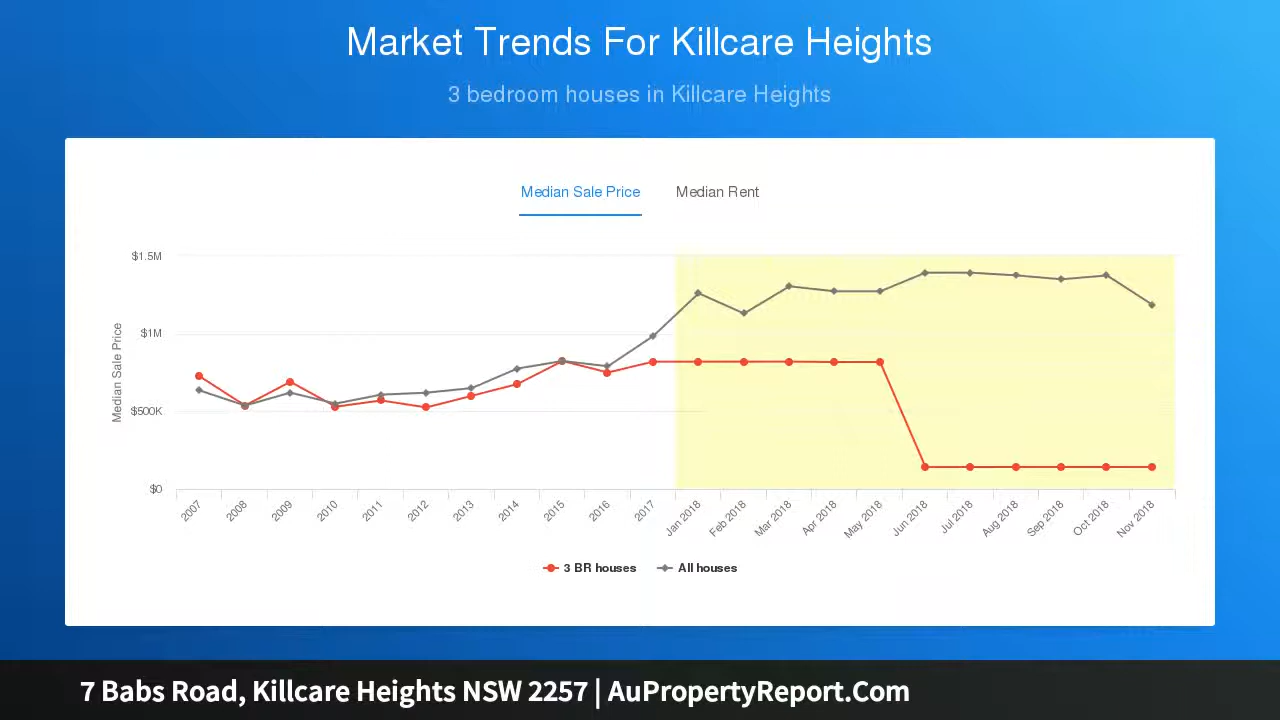 Market Trends For Killcare Heights
3 bedroom houses in Killcare Heights
Median Sale Price Median Rent
$1.5M
$1M
$500K
$0
Median Sale Price
2007 2008 2009 2010 2011 2012 2013 2014 2015 2016 2017 Jan 2018 Feb 2018 Mar 2018 Apr 2018 May 2018 Jun 2018 Jul 2018 Aug 2018 Sep 2018 Oct 2018 Nov 2018
3 BR houses All houses
7 Babs Road, Killcare Heights NSW 2257 | AuPropertyReport.Com